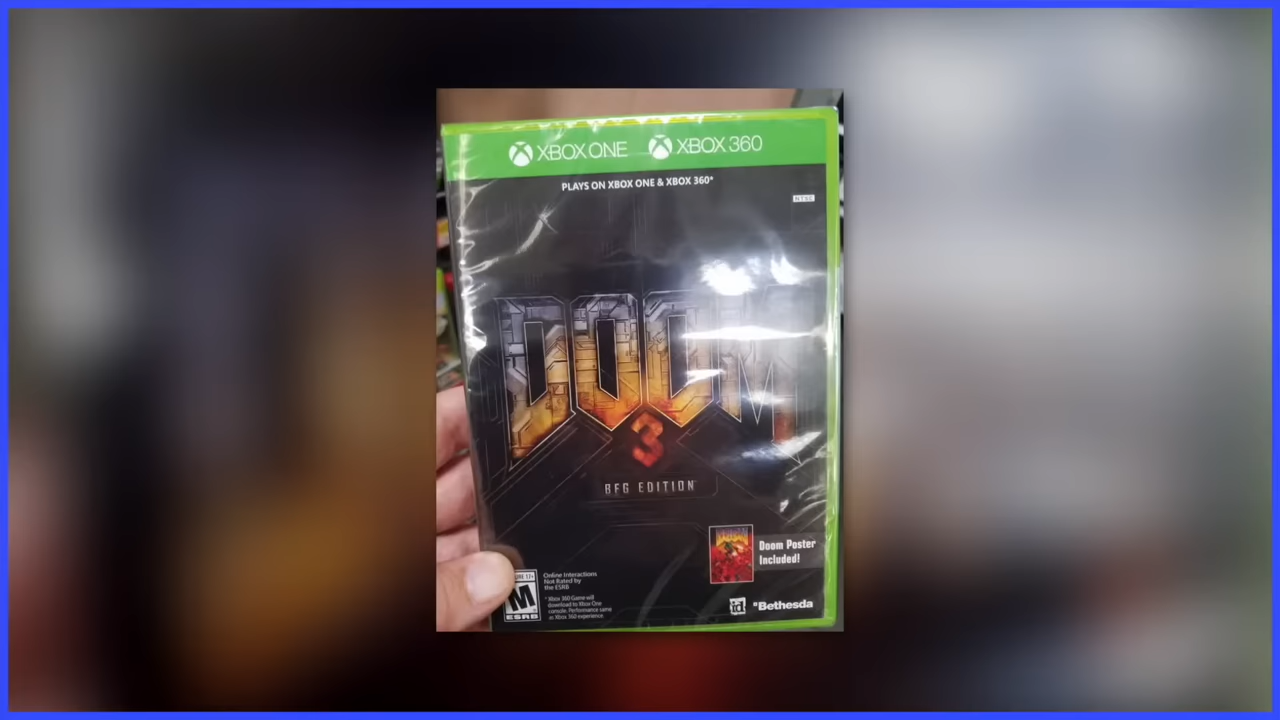 XBOX ONE XBOX 360
PLAYS ON XBOX ONE & XBOX 360*
NTSC
DOOM
3
BFG EDITION
DOOM
Doom Poster
Included!
M
ESRB
Online Interactions
Not Rated by
the ESRB
* Xbox 360 Game will
download to Xbox One
console. Performance same
as Xbox 360 experience
id
Bethesda